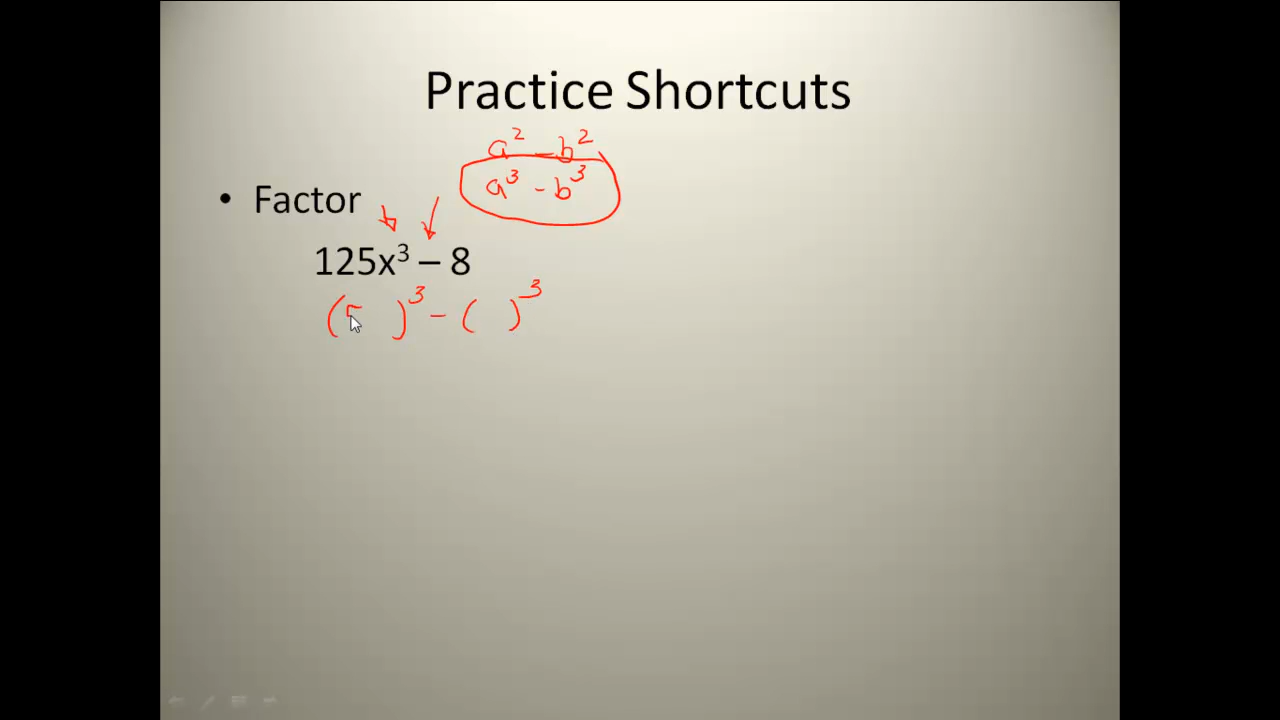 Practice Shortcuts
a² – b²
a³ – b³
• Factor
125x³ – 8
(5 )³ – ( )³